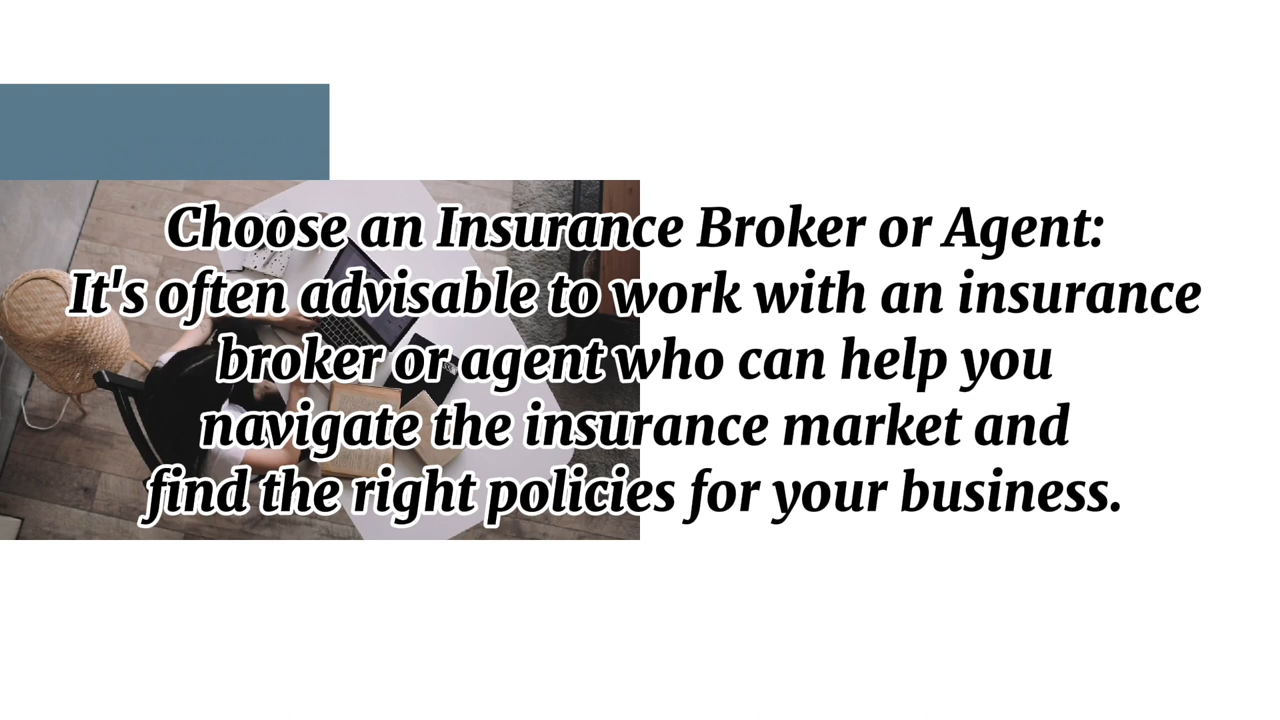 Choose an Insurance Broker or Agent:
It's often advisable to work with an insurance
broker or agent who can help you
navigate the insurance market and
find the right policies for your business.